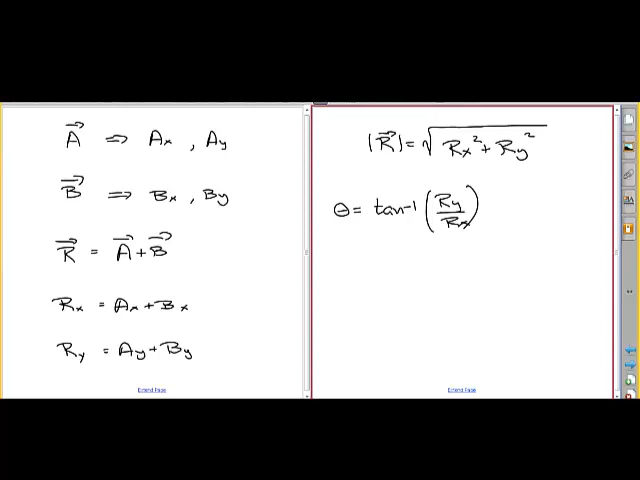 A⃗ ⇒ Ax , Ay
B⃗ ⇒ Bx , By
R⃗ = A⃗ + B⃗
Rx = Ax + Bx
Ry = Ay + By
Extend Page
|R⃗| = √(Rx² + Ry²)
θ = tan⁻¹ (Ry/Rx)
Extend Page